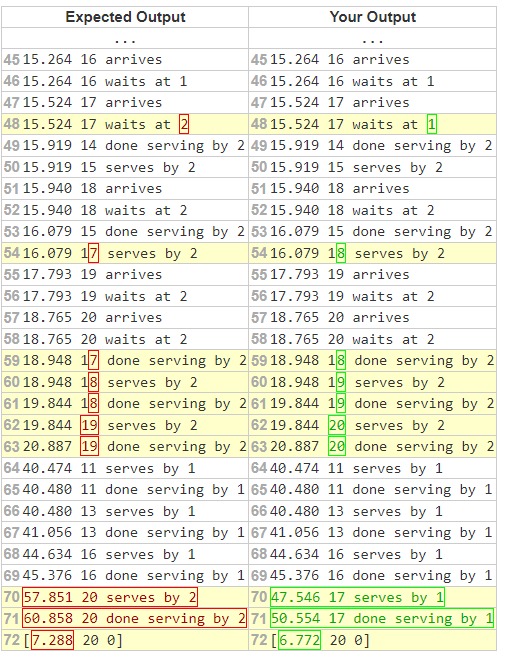 Expected Output Your Output
... ...
45 15.264 16 arrives 45 15.264 16 arrives
46 15.264 16 waits at 1 46 15.264 16 waits at 1
47 15.524 17 arrives 47 15.524 17 arrives
48 15.524 17 waits at 2 48 15.524 17 waits at 1
49 15.919 14 done serving by 2 49 15.919 14 done serving by 2
50 15.919 15 serves by 2 50 15.919 15 serves by 2
51 15.940 18 arrives 51 15.940 18 arrives
52 15.940 18 waits at 2 52 15.940 18 waits at 2
53 16.079 15 done serving by 2 53 16.079 15 done serving by 2
54 16.079 17 serves by 2 54 16.079 18 serves by 2
55 17.793 19 arrives 55 17.793 19 arrives
56 17.793 19 waits at 2 56 17.793 19 waits at 2
57 18.765 20 arrives 57 18.765 20 arrives
58 18.765 20 waits at 2 58 18.765 20 waits at 2
59 18.948 17 done serving by 2 59 18.948 18 done serving by 2
60 18.948 18 serves by 2 60 18.948 19 serves by 2
61 19.844 18 done serving by 2 61 19.844 19 done serving by 2
62 19.844 19 serves by 2 62 19.844 20 serves by 2
63 20.887 19 done serving by 2 63 20.887 20 done serving by 2
64 40.474 11 serves by 1 64 40.474 11 serves by 1
65 40.480 11 done serving by 1 65 40.480 11 done serving by 1
66 40.480 13 serves by 1 66 40.480 13 serves by 1
67 41.056 13 done serving by 1 67 41.056 13 done serving by 1
68 44.634 16 serves by 1 68 44.634 16 serves by 1
69 45.376 16 done serving by 1 69 45.376 16 done serving by 1
70 57.851 20 serves by 2 70 47.546 17 serves by 1
71 60.858 20 done serving by 2 71 50.554 17 done serving by 1
72 [7.288 20 0] 72 [6.772 20 0]